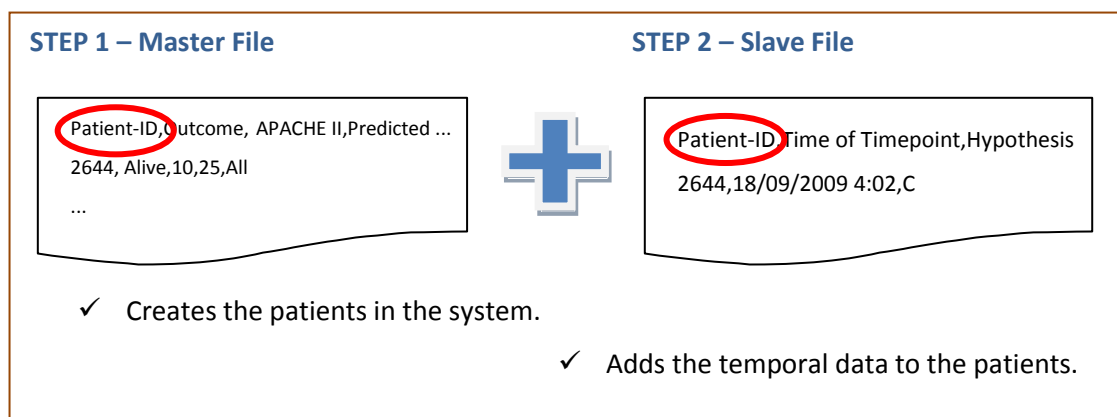 STEP 1 – Master File
Patient-ID,Outcome, APACHE II,Predicted ...
2644, Alive,10,25,All
...
STEP 2 – Slave File
Patient-ID,Time of Timepoint,Hypothesis
2644,18/09/2009 4:02,C
✓ Creates the patients in the system.
✓ Adds the temporal data to the patients.